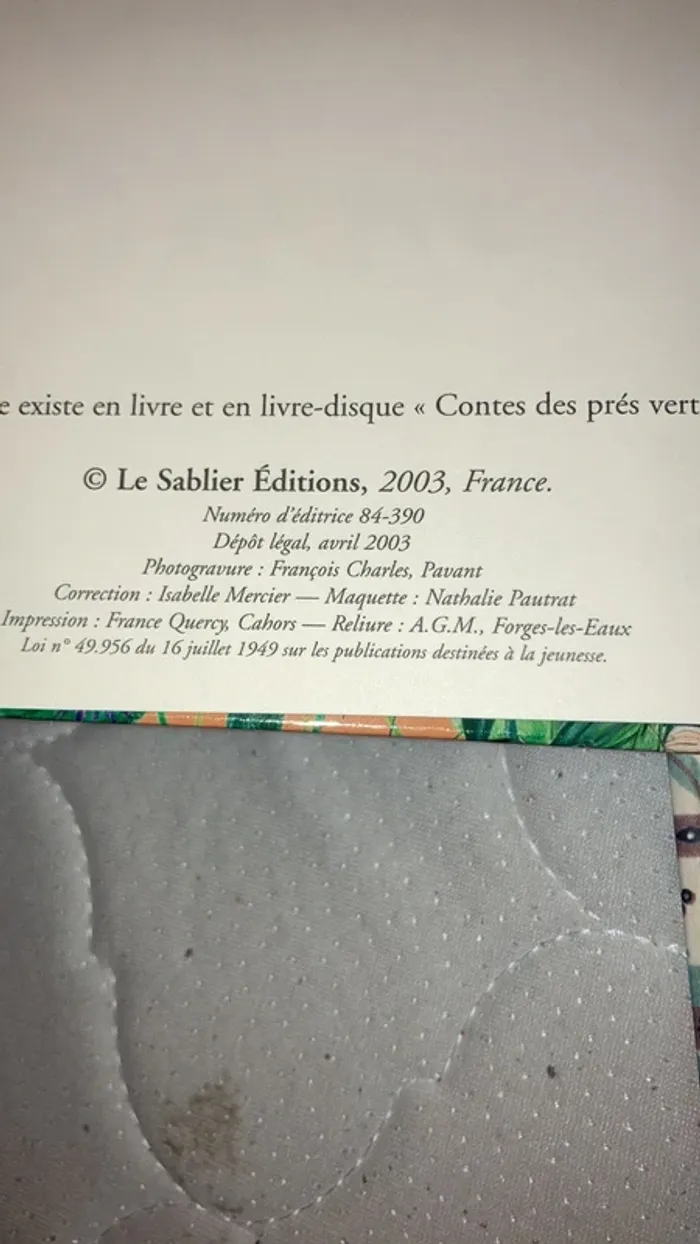 e existe en livre et en livre-disque « Contes des prés vert
© Le Sablier Éditions, 2003, France.
Numéro d'éditrice 84-390
Dépôt légal, avril 2003
Photogravure : François Charles, Pavant
Correction : Isabelle Mercier — Maquette : Nathalie Pautrat
Impression : France Quercy, Cahors — Reliure : A.G.M., Forges-les-Eaux
Loi n° 49.956 du 16 juillet 1949 sur les publications destinées à la jeunesse.